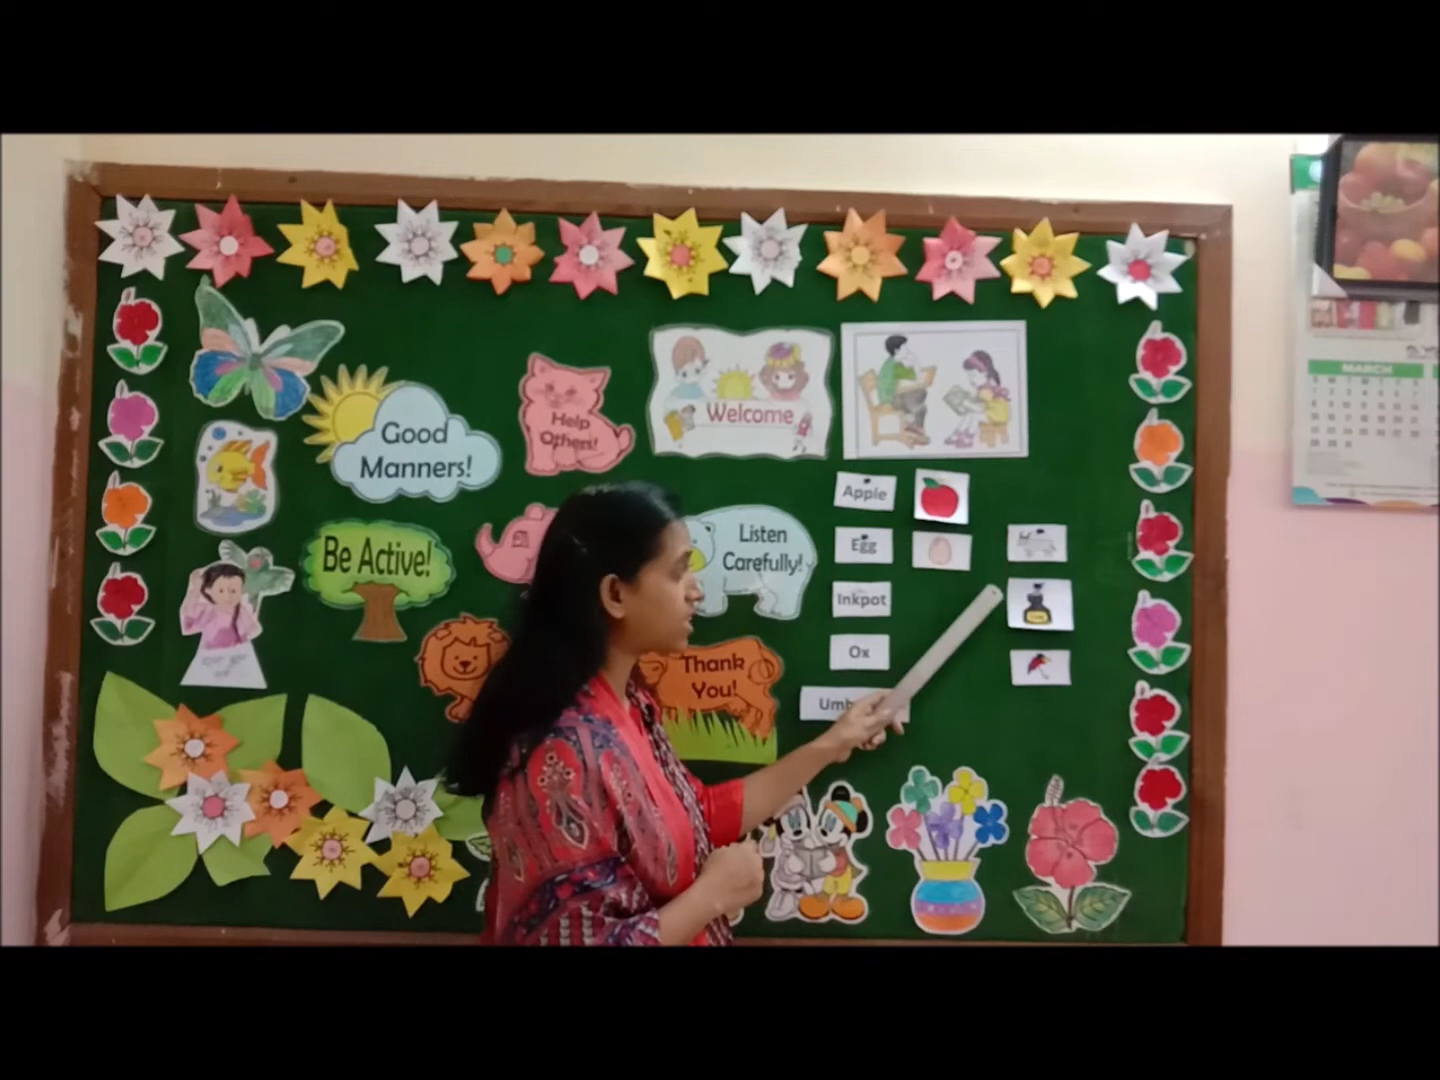 Good
Manners!
Help
Others!
Welcome
Be Active!
Listen
Carefully!
Thank
You!
Apple
Egg
Inkpot
Ox
MARCH